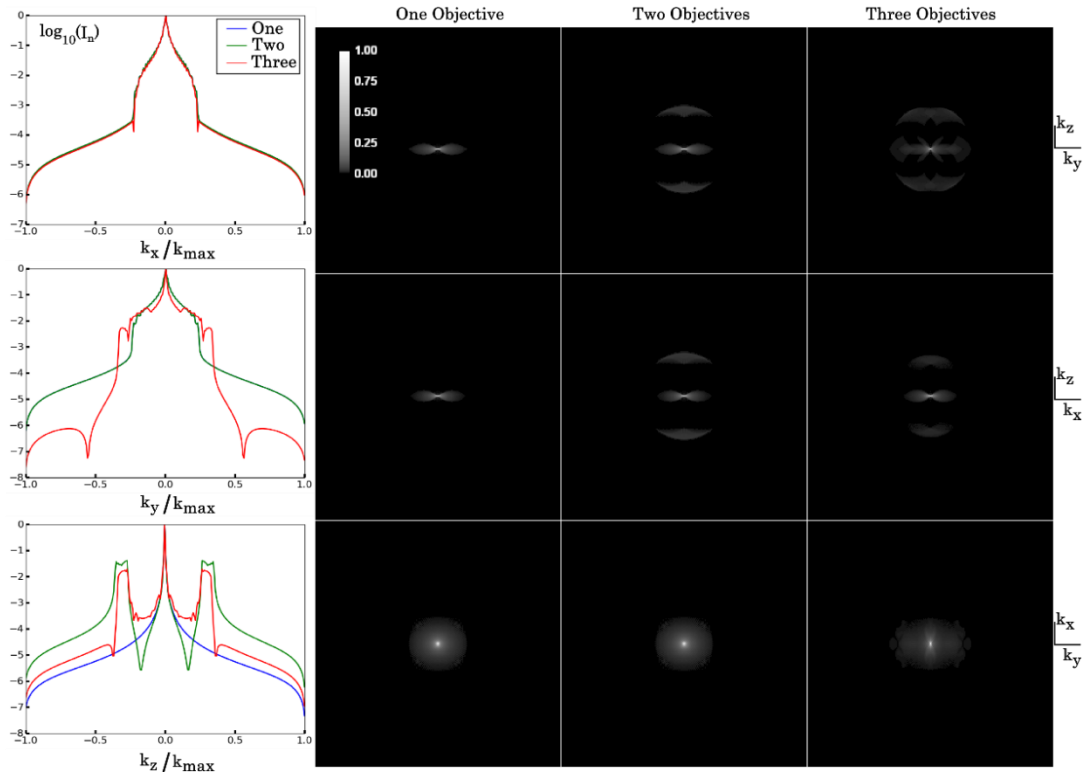 One Objective Two Objectives Three Objectives
log10(In)
One
Two
Three
0
−1
−2
−3
−4
−5
−6
−7
−1.0 −0.5 0.0 0.5 1.0
kx/kmax
1.00
0.75
0.50
0.25
0.00
kz
ky
0
−1
−2
−3
−4
−5
−6
−7
−8
−1.0 −0.5 0.0 0.5 1.0
ky/kmax
kz
kx
0
−1
−2
−3
−4
−5
−6
−7
−8
−1.0 −0.5 0.0 0.5 1.0
kz/kmax
kx
ky